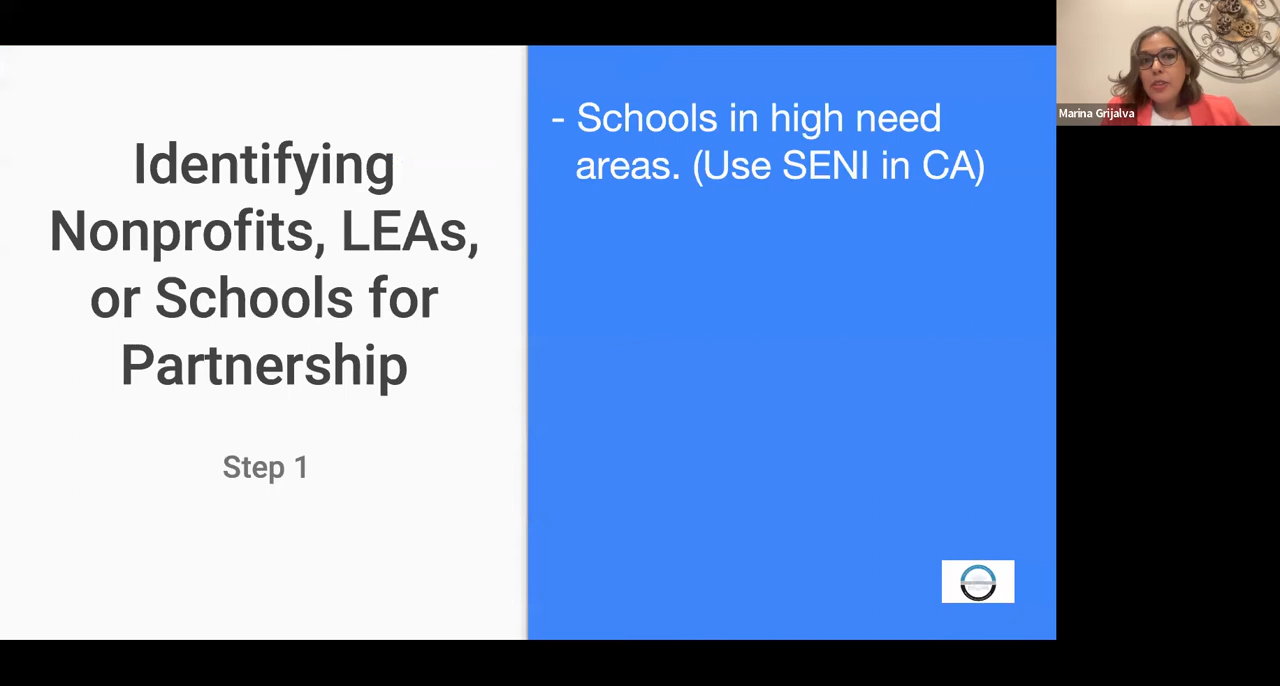 Identifying
Nonprofits, LEAs,
or Schools for
Partnership
Step 1
- Schools in high need
areas. (Use SENI in CA)
Marina Grijalva